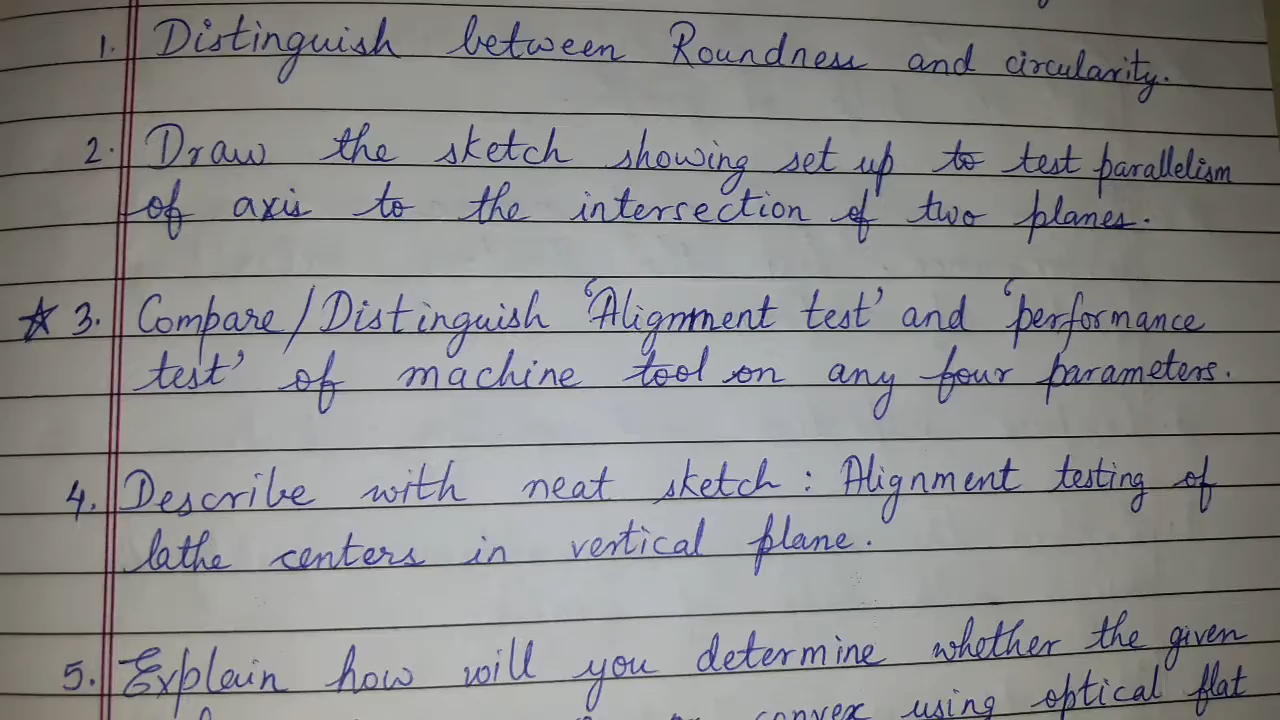 1. Distinguish between Roundness and circularity.
2. Draw the sketch showing set up to test parallelism
of axis to the intersection of two planes.
★ 3. Compare/Distinguish 'Alignment test' and 'performance
test' of machine tool on any four parameters.
4. Describe with neat sketch : Alignment testing of
lathe centers in vertical plane.
5. Explain how will you determine whether the given
convex using optical flat